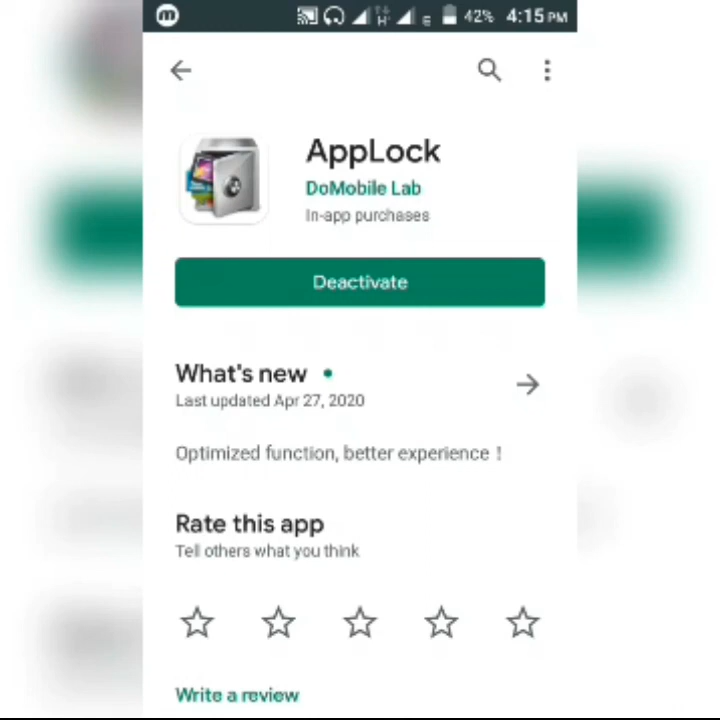 42% 4:15 PM
AppLock
DoMobile Lab
In-app purchases
Deactivate
What's new
Last updated Apr 27, 2020
Optimized function, better experience !
Rate this app
Tell others what you think
Write a review